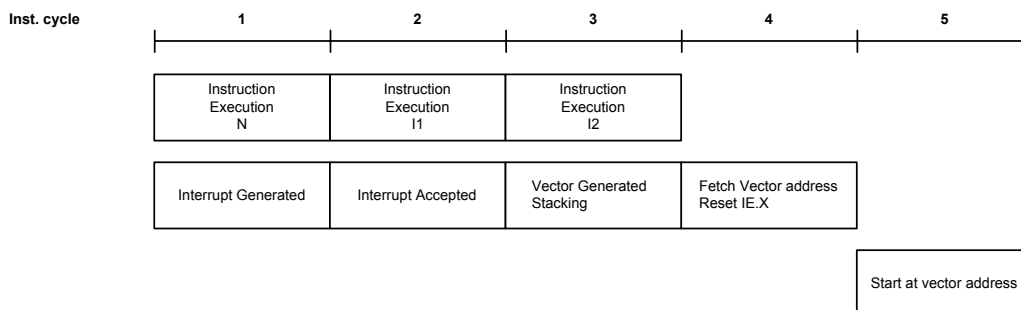 Inst. cycle 1 2 3 4 5
Instruction Execution N
Instruction Execution I1
Instruction Execution I2
Interrupt Generated
Interrupt Accepted
Vector Generated
Stacking
Fetch Vector address
Reset IE.X
Start at vector address